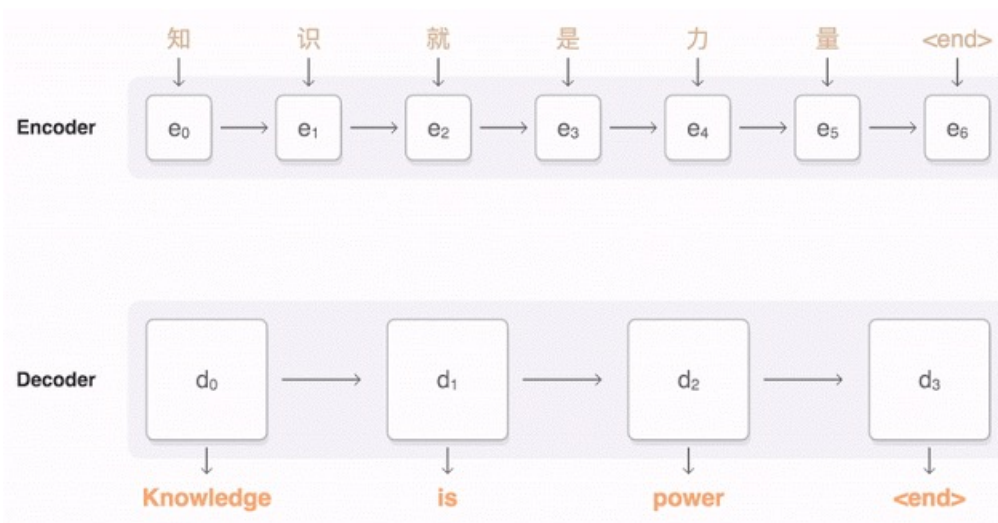 知 识 就 是 力 量 <end>
Encoder e₀ e₁ e₂ e₃ e₄ e₅ e₆
Decoder d₀ d₁ d₂ d₃
Knowledge is power <end>